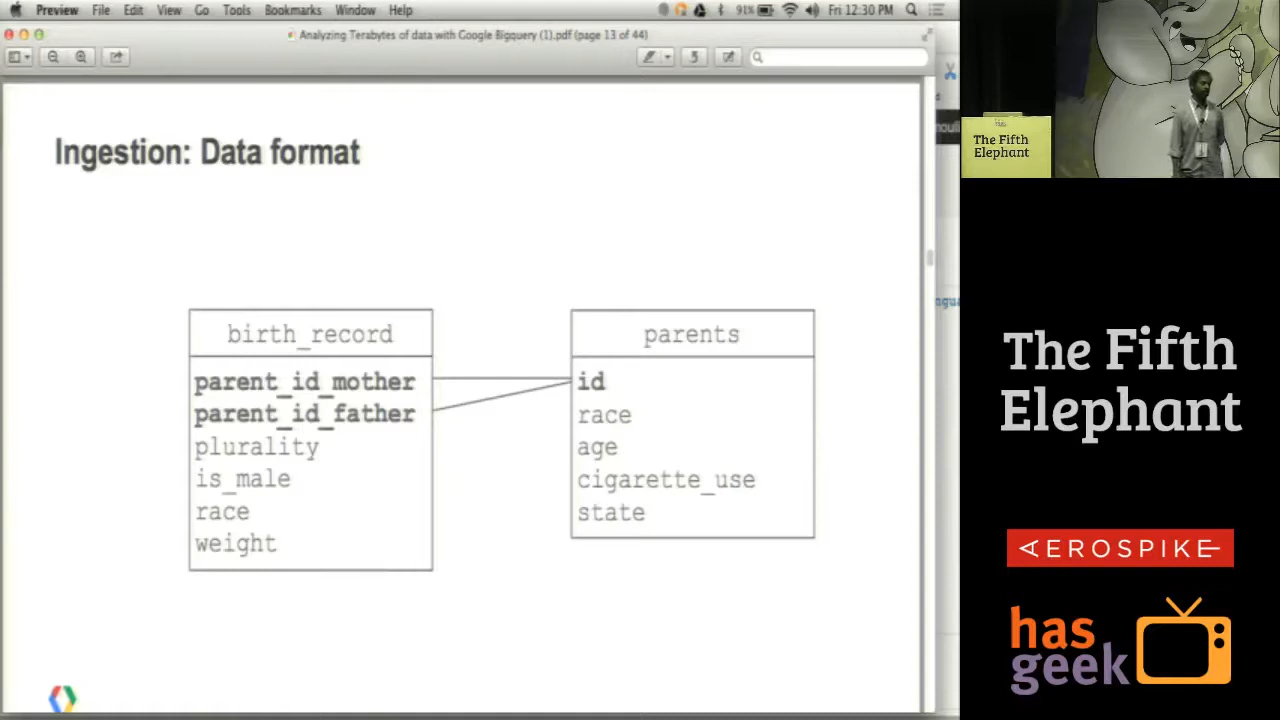 Preview File Edit View Go Tools Bookmarks Window Help
91% Fri 12:30 PM
Analyzing Terabytes of data with Google Bigquery (1).pdf (page 13 of 44)
Ingestion: Data format
birth_record
parent_id_mother
parent_id_father
plurality
is_male
race
weight
parents
id
race
age
cigarette_use
state
The Fifth
Elephant
The Fifth
Elephant
AEROSPIKE
has
geek